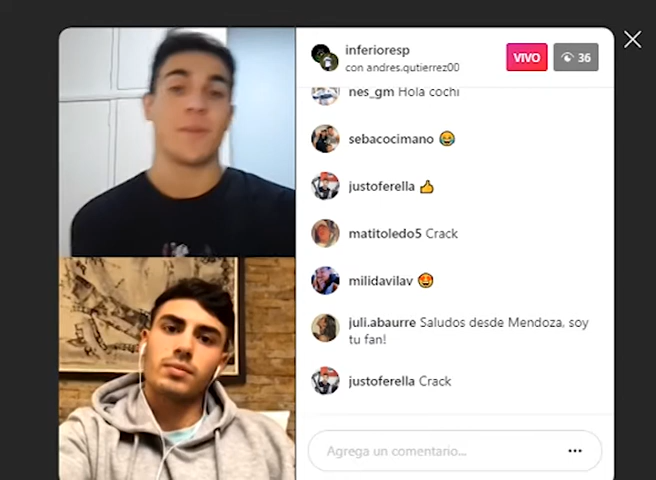 inferioresp
con andres.gutierrez00
VIVO
36
nes_gm Hola cochi
sebacocimano 😂
justoferella 👍
matitoledo5 Crack
milidavilav 🤩
juli.abaurre Saludos desde Mendoza, soy
tu fan!
justoferella Crack
Agrega un comentario...